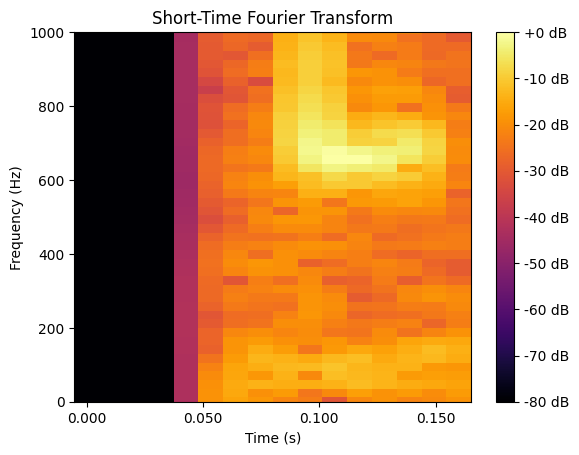 Short-Time Fourier Transform
1000
800
600
400
200
0
Frequency (Hz)
0.000
0.050
0.100
0.150
Time (s)
+0 dB
-10 dB
-20 dB
-30 dB
-40 dB
-50 dB
-60 dB
-70 dB
-80 dB